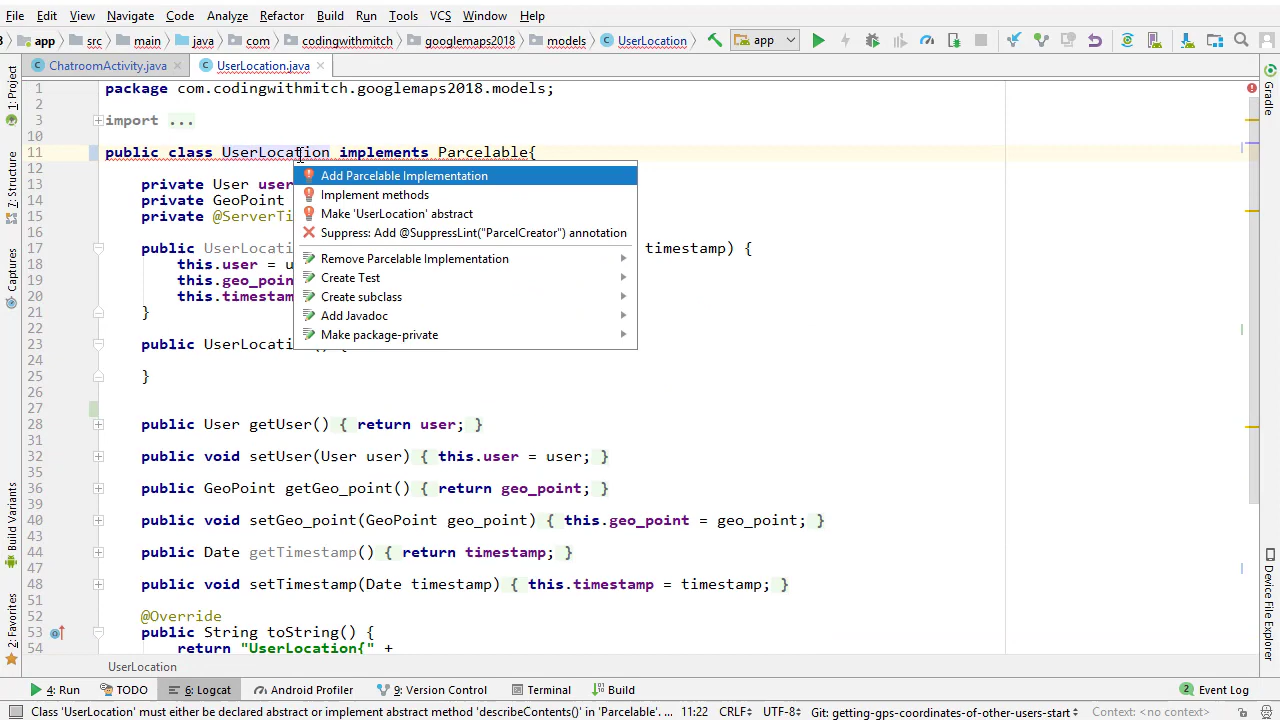 File Edit View Navigate Code Analyze Refactor Build Run Tools VCS Window Help
app src main java com codingwithmitch googlemaps2018 models UserLocation app
ChatroomActivity.java UserLocation.java
1 package com.codingwithmitch.googlemaps2018.models;
2
3 import ...
10
11 public class UserLocation implements Parcelable{
12
Add Parcelable Implementation
13 private User user
Implement methods
14 private GeoPoint
15 private @ServerTi
Make 'UserLocation' abstract
16
Suppress: Add @SuppressLint("ParcelCreator") annotation
17 public UserLocati timestamp) {
Remove Parcelable Implementation
18 this.user = u
Create Test
19 this.geo_poin
20 this.timestam
Create subclass
21 }
Add Javadoc
22
Make package-private
23 public UserLocati
24
25 }
26
27
28 public User getUser() { return user; }
31
32 public void setUser(User user) { this.user = user; }
35
36 public GeoPoint getGeo_point() { return geo_point; }
39
40 public void setGeo_point(GeoPoint geo_point) { this.geo_point = geo_point; }
43
44 public Date getTimestamp() { return timestamp; }
47
48 public void setTimestamp(Date timestamp) { this.timestamp = timestamp; }
51
52 @Override
53 public String toString() {
54 return "UserLocation{" +
UserLocation
1: Project
Z: Structure
Captures
Build Variants
2: Favorites
Gradle
Device File Explorer
4: Run TODO 6: Logcat Android Profiler 9: Version Control Terminal Build 2 Event Log
Class 'UserLocation' must either be declared abstract or implement abstract method 'describeContents()' in 'Parcelable'. ... 11:22 CRLF UTF-8 Git: getting-gps-coordinates-of-other-users-start Context: <no context>